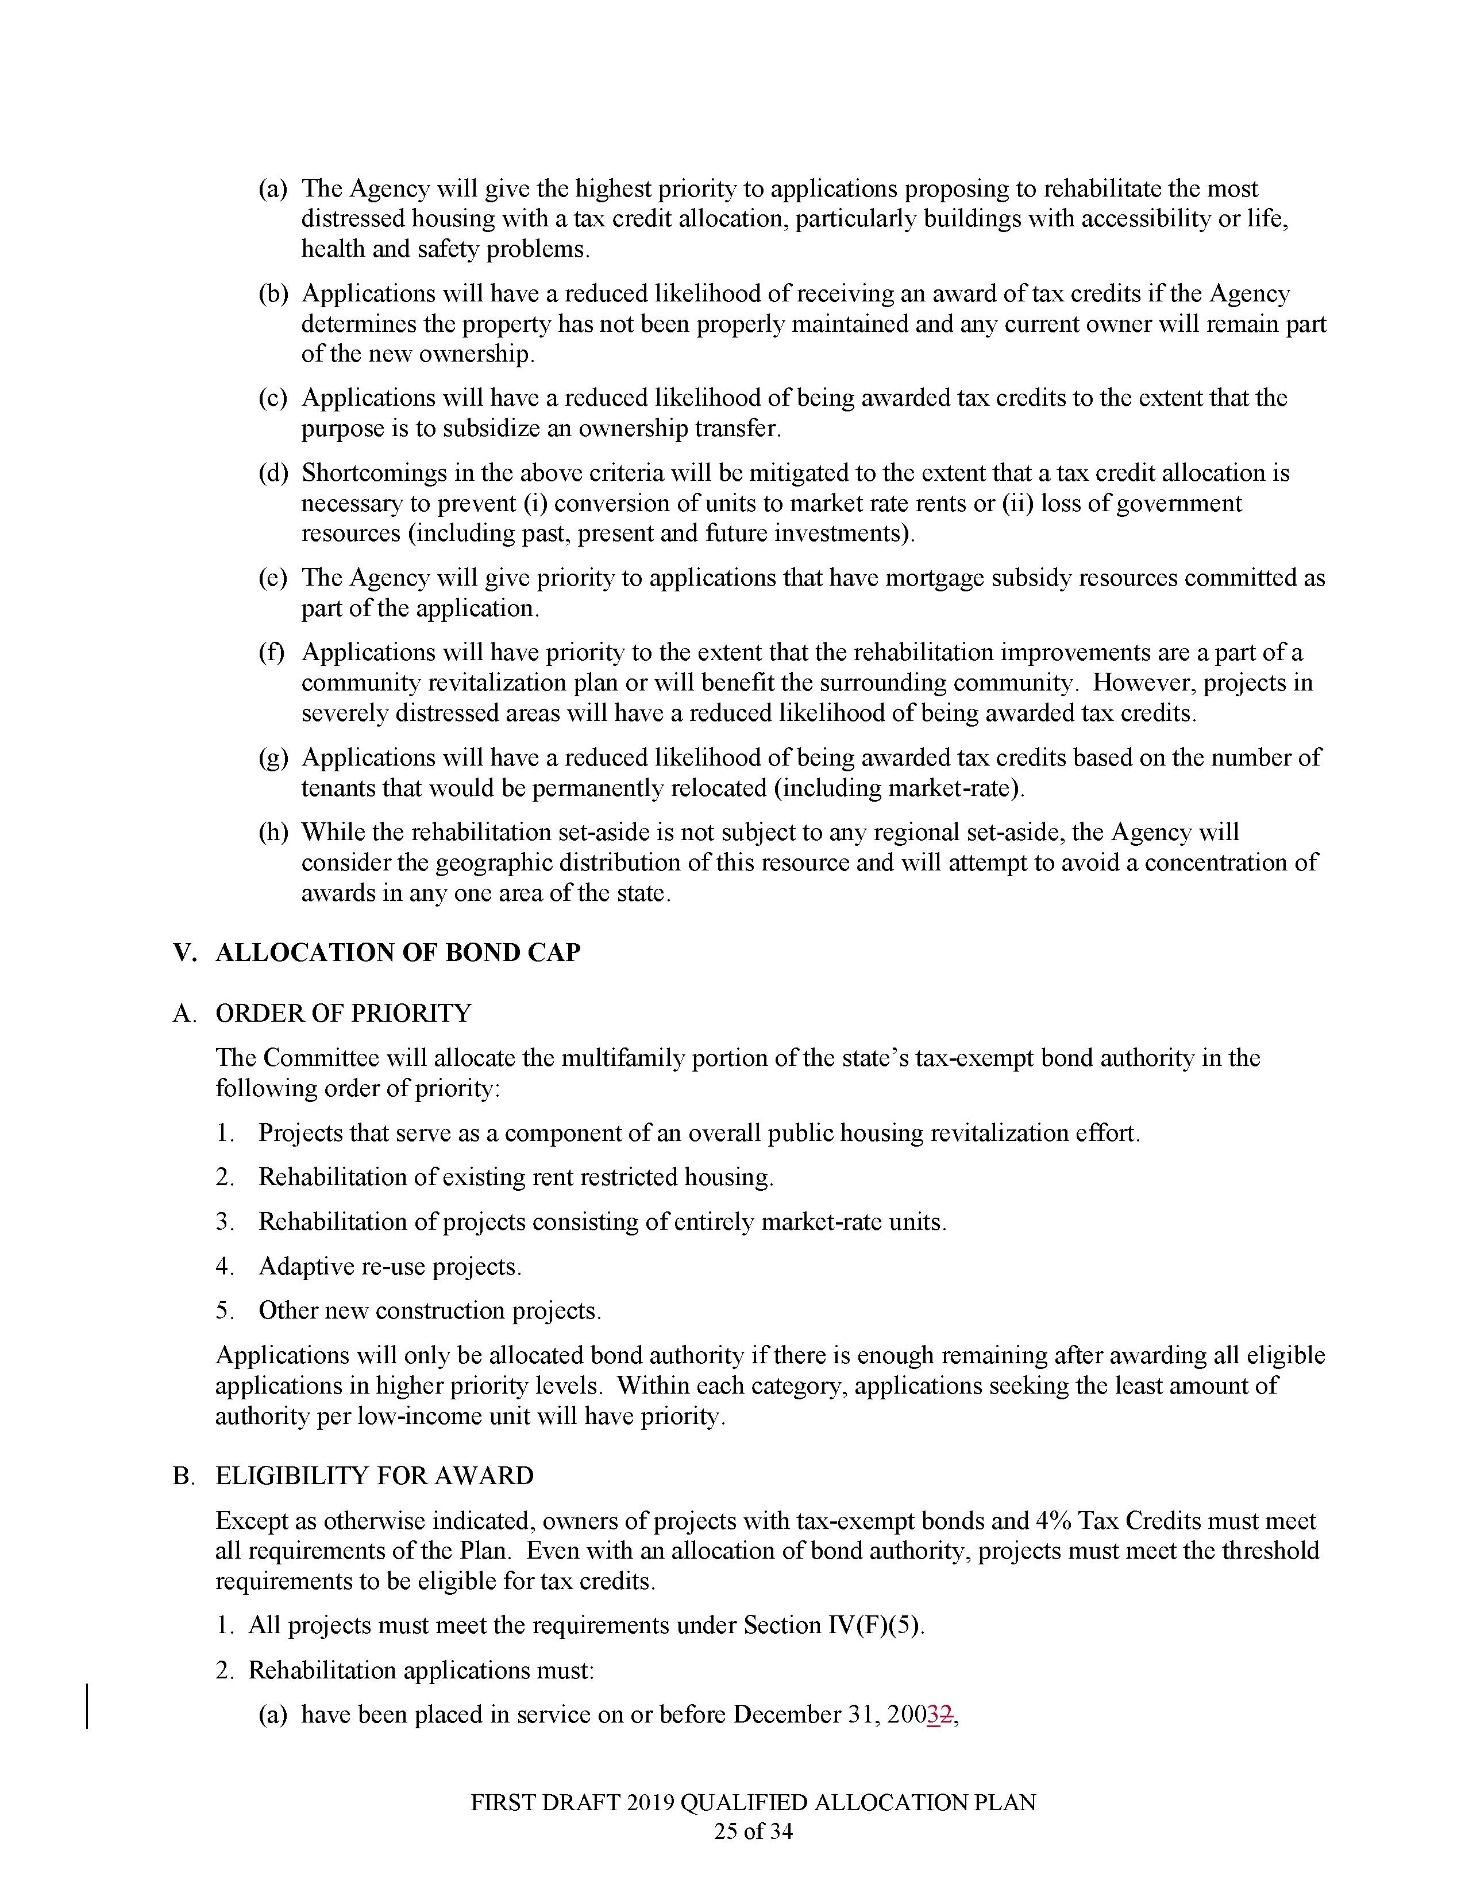 (a) The Agency will give the highest priority to applications proposing to rehabilitate the most
distressed housing with a tax credit allocation, particularly buildings with accessibility or life,
health and safety problems.
(b) Applications will have a reduced likelihood of receiving an award of tax credits if the Agency
determines the property has not been properly maintained and any current owner will remain part
of the new ownership.
(c) Applications will have a reduced likelihood of being awarded tax credits to the extent that the
purpose is to subsidize an ownership transfer.
(d) Shortcomings in the above criteria will be mitigated to the extent that a tax credit allocation is
necessary to prevent (i) conversion of units to market rate rents or (ii) loss of government
resources (including past, present and future investments).
(e) The Agency will give priority to applications that have mortgage subsidy resources committed as
part of the application.
(f) Applications will have priority to the extent that the rehabilitation improvements are a part of a
community revitalization plan or will benefit the surrounding community.  However, projects in
severely distressed areas will have a reduced likelihood of being awarded tax credits.
(g) Applications will have a reduced likelihood of being awarded tax credits based on the number of
tenants that would be permanently relocated (including market-rate).
(h) While the rehabilitation set-aside is not subject to any regional set-aside, the Agency will
consider the geographic distribution of this resource and will attempt to avoid a concentration of
awards in any one area of the state.
V. ALLOCATION OF BOND CAP
A. ORDER OF PRIORITY
The Committee will allocate the multifamily portion of the state’s tax-exempt bond authority in the
following order of priority:
1. Projects that serve as a component of an overall public housing revitalization effort.
2. Rehabilitation of existing rent restricted housing.
3. Rehabilitation of projects consisting of entirely market-rate units.
4. Adaptive re-use projects.
5. Other new construction projects.
Applications will only be allocated bond authority if there is enough remaining after awarding all eligible
applications in higher priority levels.  Within each category, applications seeking the least amount of
authority per low-income unit will have priority.
B. ELIGIBILITY FOR AWARD
Except as otherwise indicated, owners of projects with tax-exempt bonds and 4% Tax Credits must meet
all requirements of the Plan.  Even with an allocation of bond authority, projects must meet the threshold
requirements to be eligible for tax credits.
1. All projects must meet the requirements under Section IV(F)(5).
2. Rehabilitation applications must:
(a) have been placed in service on or before December 31, 20032,
FIRST DRAFT 2019 QUALIFIED ALLOCATION PLAN
25 of 34